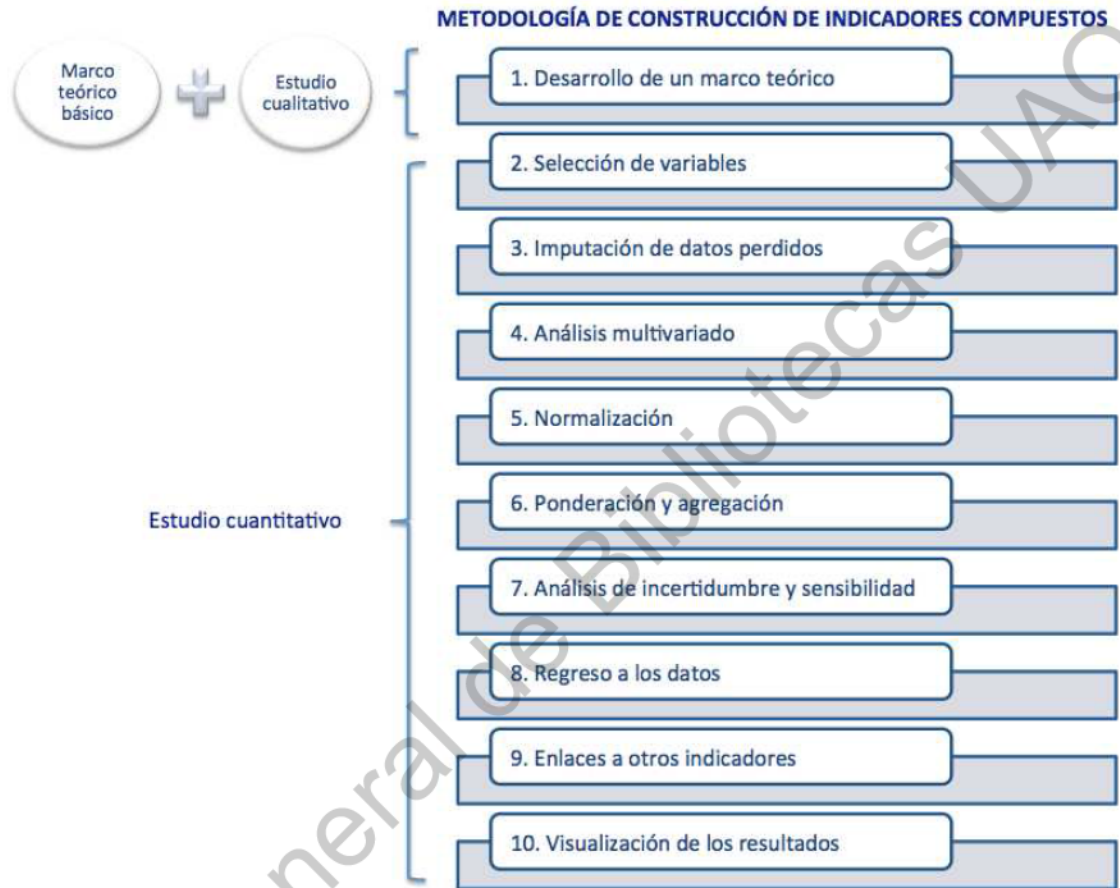 METODOLOGÍA DE CONSTRUCCIÓN DE INDICADORES COMPUESTOS
Marco
teórico
básico
Estudio
cualitativo
1. Desarrollo de un marco teórico
2. Selección de variables
3. Imputación de datos perdidos
4. Análisis multivariado
5. Normalización
Estudio cuantitativo
6. Ponderación y agregación
7. Análisis de incertidumbre y sensibilidad
8. Regreso a los datos
9. Enlaces a otros indicadores
10. Visualización de los resultados
de Bibliotecas